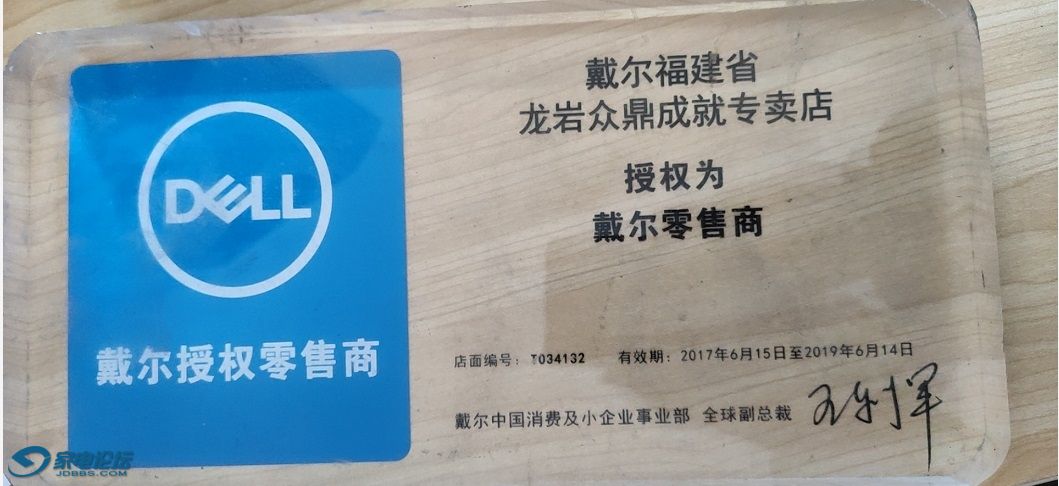 DELL
戴尔授权零售商
戴尔福建省
龙岩众鼎成就专卖店
授权为
戴尔零售商
店面编号: T034132 有效期: 2017年6月15日至2019年6月14日
戴尔中国消费及小企业事业部 全球副总裁
家电论坛
JDBBS.COM